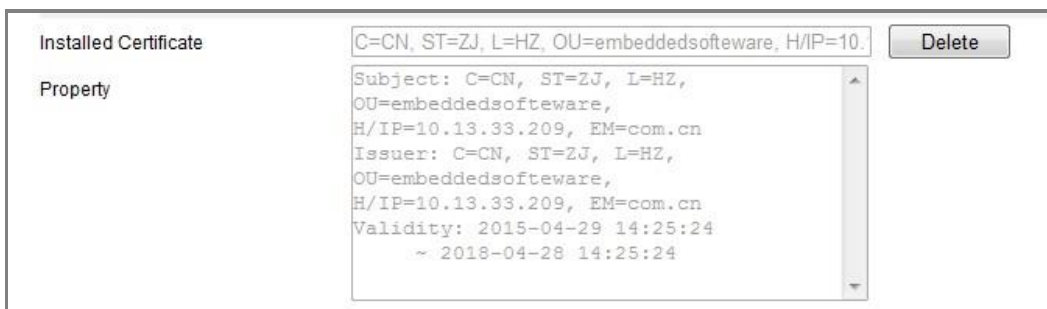 Installed Certificate C=CN, ST=ZJ, L=HZ, OU=embeddedsofteware, H/IP=10. Delete
Property
Subject: C=CN, ST=ZJ, L=HZ,
OU=embeddedsofteware,
H/IP=10.13.33.209, EM=com.cn
Issuer: C=CN, ST=ZJ, L=HZ,
OU=embeddedsofteware,
H/IP=10.13.33.209, EM=com.cn
Validity: 2015-04-29 14:25:24
~ 2018-04-28 14:25:24